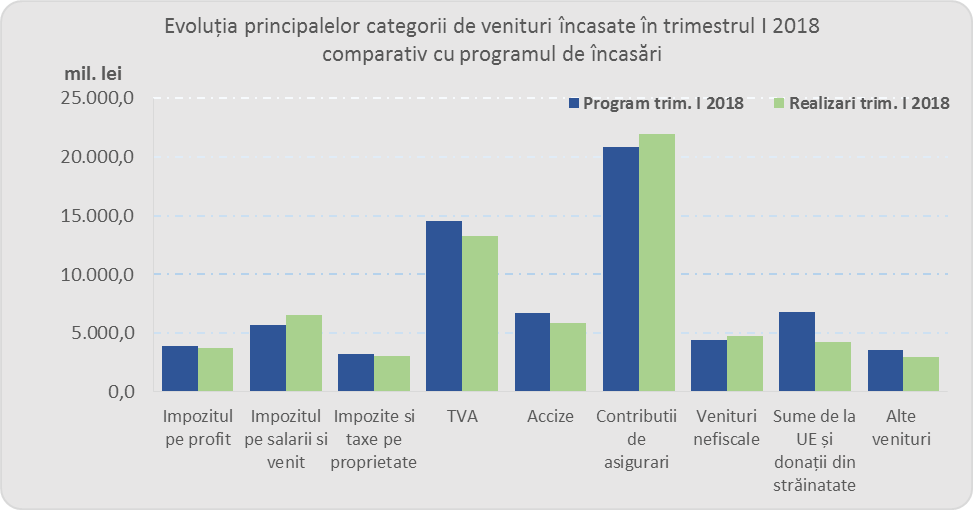 Evoluția principalelor categorii de venituri încasate în trimestrul I 2018
comparativ cu programul de încasări
mil. lei
Program trim. I 2018
Realizari trim. I 2018
25.000,0
20.000,0
15.000,0
10.000,0
5.000,0
0,0
Impozitul
pe profit
Impozitul
pe salarii si
venit
Impozite si
taxe pe
proprietate
TVA
Accize
Contributii
de
asigurari
Venituri
nefiscale
Sume de la
UE și
donații din
străinatate
Alte
venituri